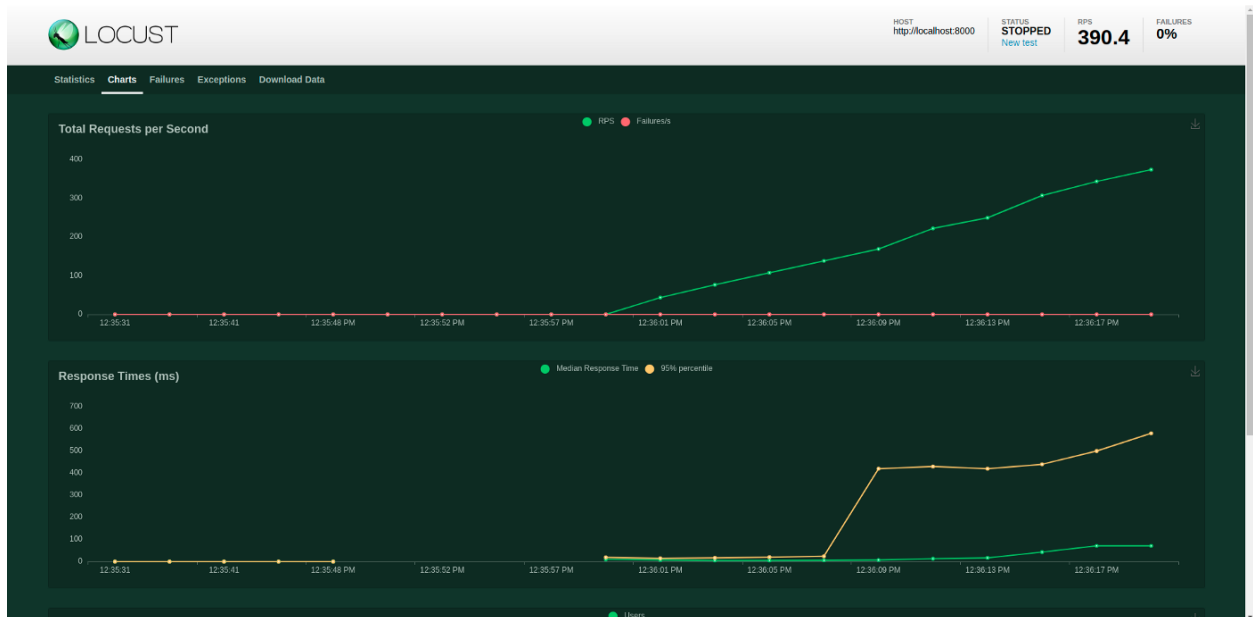 LOCUST
HOST
http://localhost:8000
STATUS
STOPPED
New test
RPS
390.4
FAILURES
0%
Statistics Charts Failures Exceptions Download Data
Total Requests per Second
RPS Failures/s
400
300
200
100
0
12:35:31 12:35:41 12:35:48 PM 12:35:52 PM 12:35:57 PM 12:36:01 PM 12:36:05 PM 12:36:09 PM 12:36:13 PM 12:36:17 PM
Response Times (ms)
Median Response Time 95% percentile
700
600
500
400
300
200
100
0
12:35:31 12:35:41 12:35:48 PM 12:35:52 PM 12:35:57 PM 12:36:01 PM 12:36:05 PM 12:36:09 PM 12:36:13 PM 12:36:17 PM
Users